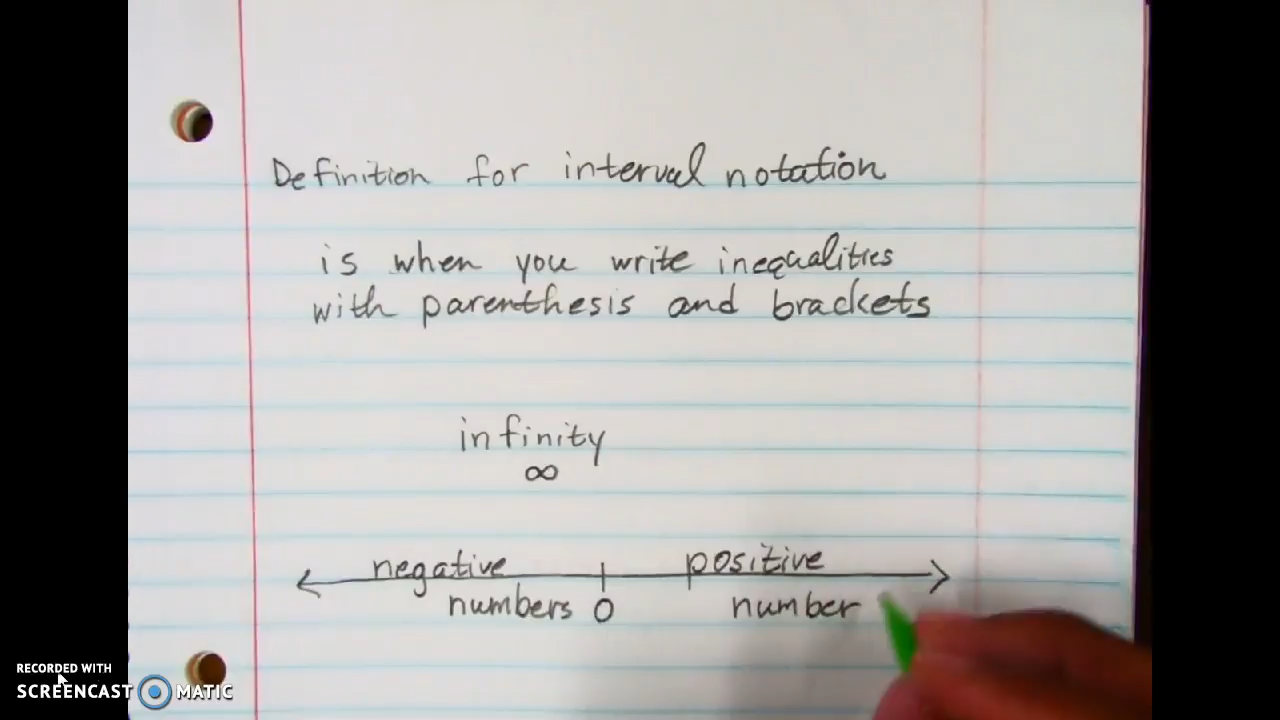 Definition for interval notation
is when you write inequalities
with parenthesis and brackets
infinity
∞
negative positive
numbers 0 number
RECORDED WITH
SCREENCAST MATIC